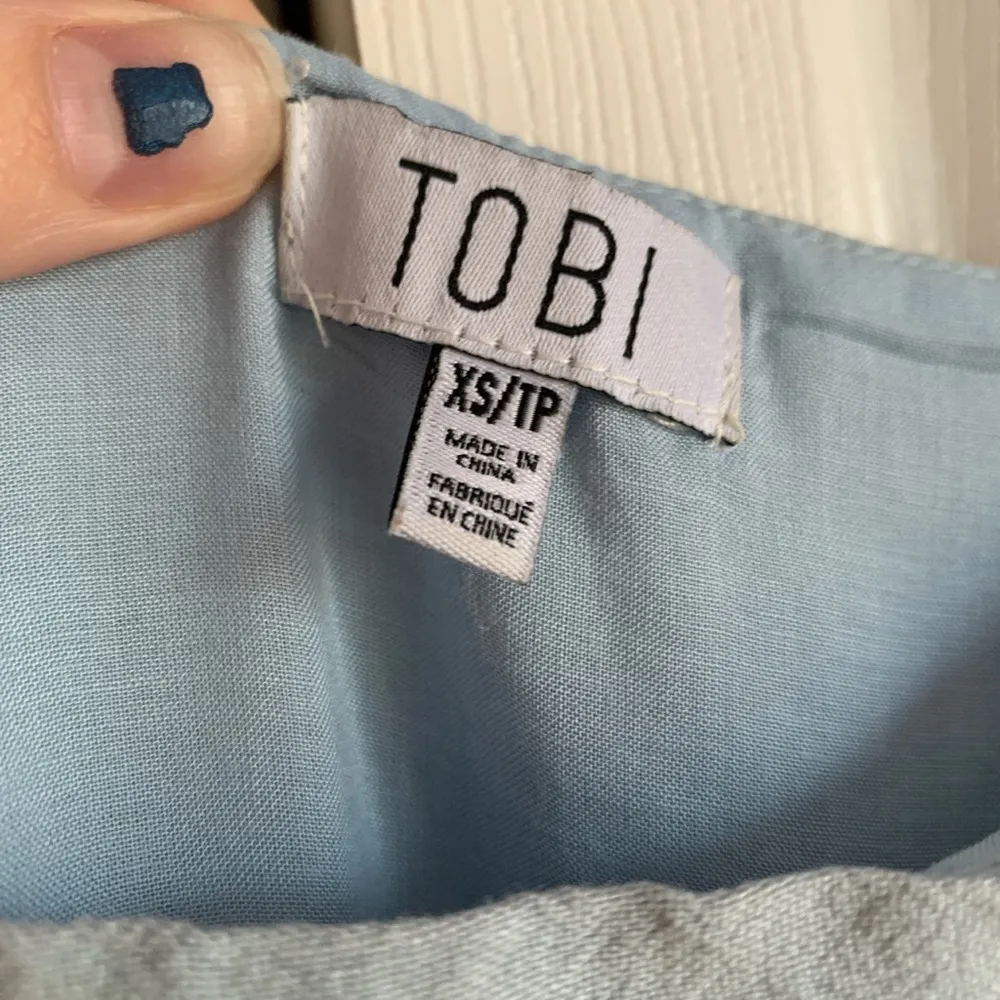 TOBI
XS/TP
MADE IN
CHINA
FABRIQUÉ
EN CHINE